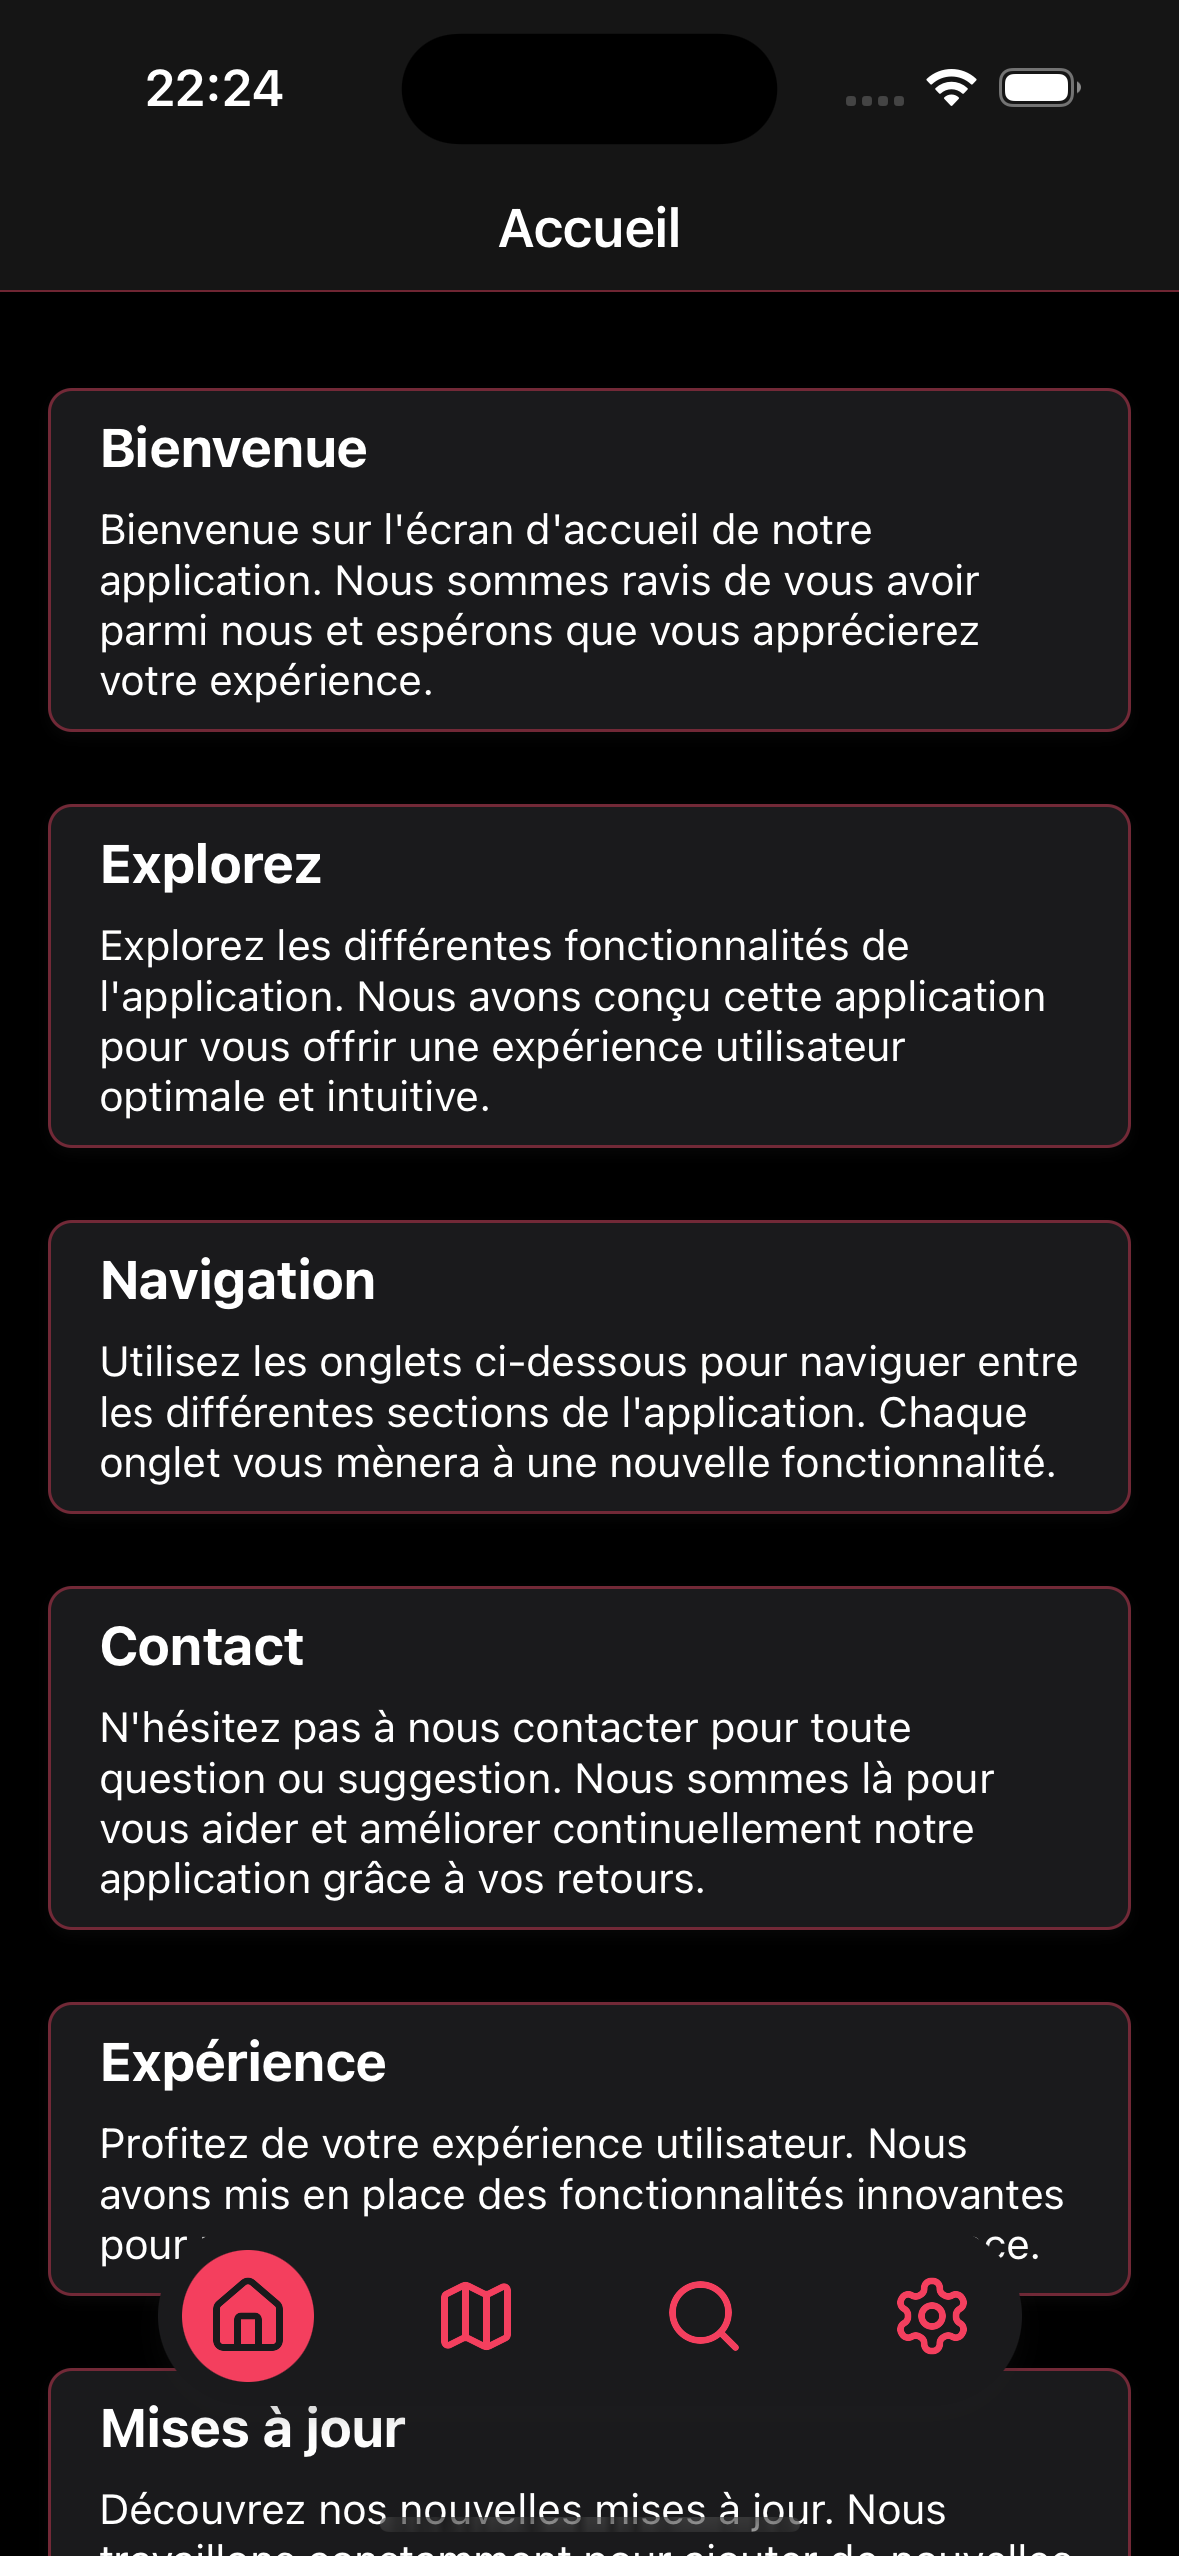 22:24
Accueil
Bienvenue
Bienvenue sur l'écran d'accueil de notre
application. Nous sommes ravis de vous avoir
parmi nous et espérons que vous apprécierez
votre expérience.
Explorez
Explorez les différentes fonctionnalités de
l'application. Nous avons conçu cette application
pour vous offrir une expérience utilisateur
optimale et intuitive.
Navigation
Utilisez les onglets ci-dessous pour naviguer entre
les différentes sections de l'application. Chaque
onglet vous mènera à une nouvelle fonctionnalité.
Contact
N'hésitez pas à nous contacter pour toute
question ou suggestion. Nous sommes là pour
vous aider et améliorer continuellement notre
application grâce à vos retours.
Expérience
Profitez de votre expérience utilisateur. Nous
avons mis en place des fonctionnalités innovantes
pour
Mises à jour
Découvrez nos nouvelles mises à jour. Nous
travaillons constamment pour ajouter de nouvelles